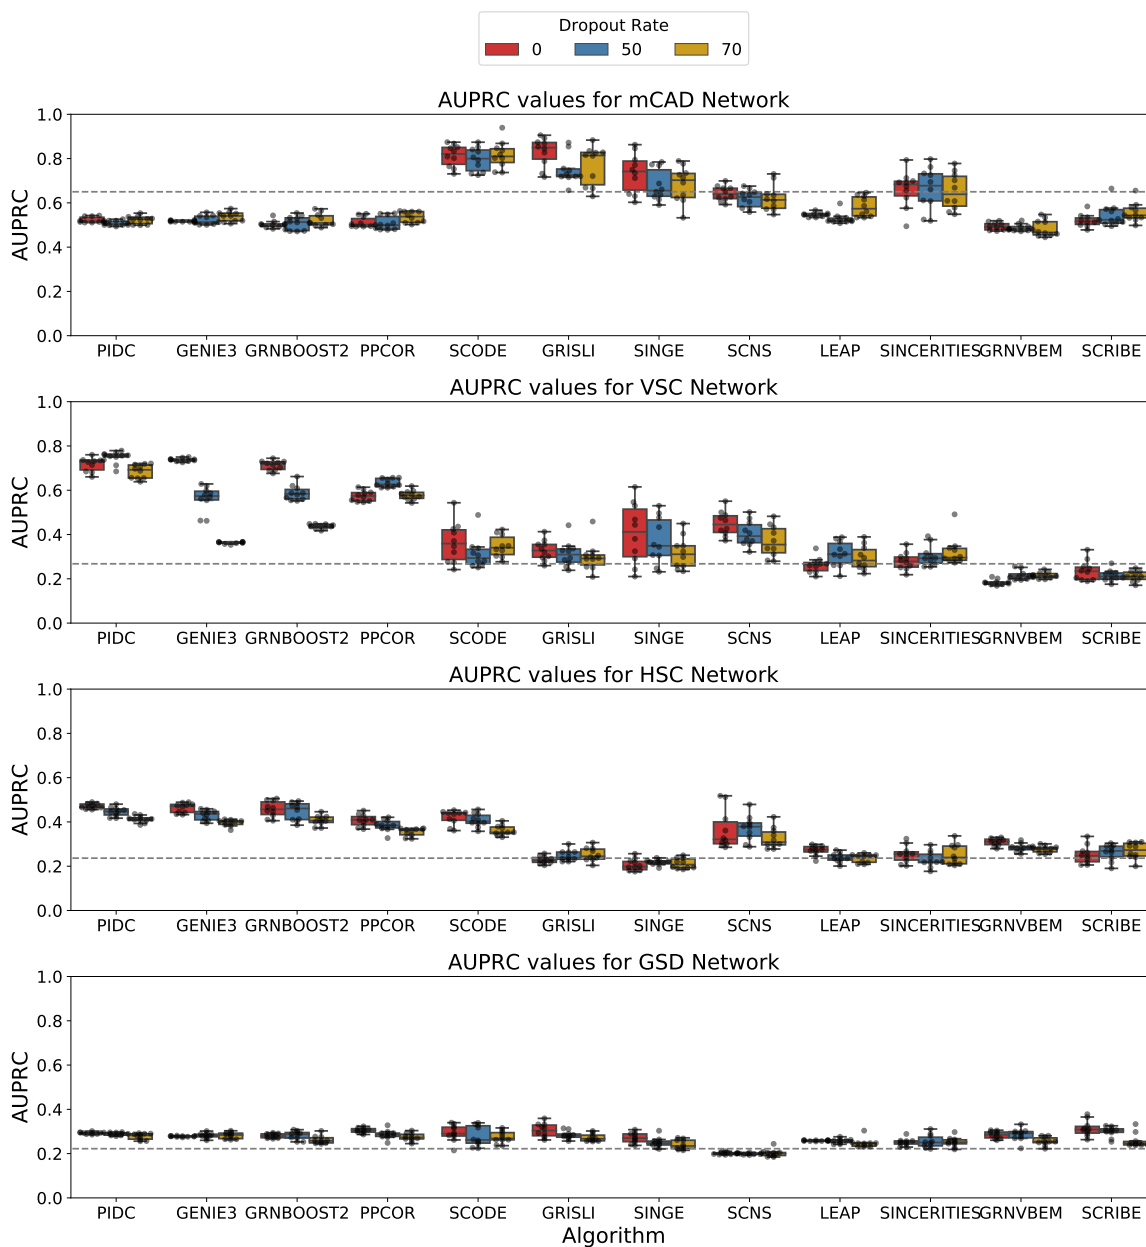 Dropout Rate
0 50 70
AUPRC values for mCAD Network
1.0
0.8
0.6
0.4
0.2
0.0
AUPRC
PIDC GENIE3 GRNBOOST2 PPCOR SCODE GRISLI SINGE SCNS LEAP SINCERITIES GRNVBEM SCRIBE
AUPRC values for VSC Network
1.0
0.8
0.6
0.4
0.2
0.0
AUPRC
PIDC GENIE3 GRNBOOST2 PPCOR SCODE GRISLI SINGE SCNS LEAP SINCERITIES GRNVBEM SCRIBE
AUPRC values for HSC Network
1.0
0.8
0.6
0.4
0.2
0.0
AUPRC
PIDC GENIE3 GRNBOOST2 PPCOR SCODE GRISLI SINGE SCNS LEAP SINCERITIES GRNVBEM SCRIBE
AUPRC values for GSD Network
1.0
0.8
0.6
0.4
0.2
0.0
AUPRC
PIDC GENIE3 GRNBOOST2 PPCOR SCODE GRISLI SINGE SCNS LEAP SINCERITIES GRNVBEM SCRIBE
Algorithm